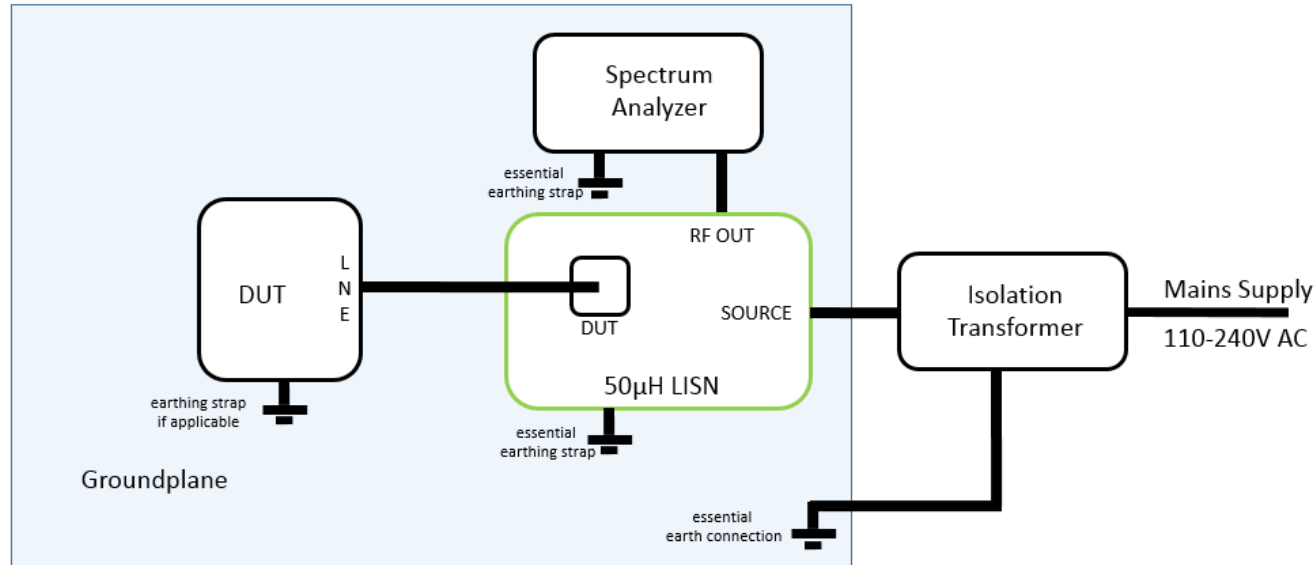 Spectrum
Analyzer
essential
earthing strap
RF OUT
L
N
E
DUT
DUT
SOURCE
50µH LISN
Isolation
Transformer
Mains Supply
110-240V AC
earthing strap
if applicable
essential
earthing strap
Groundplane
essential
earth connection